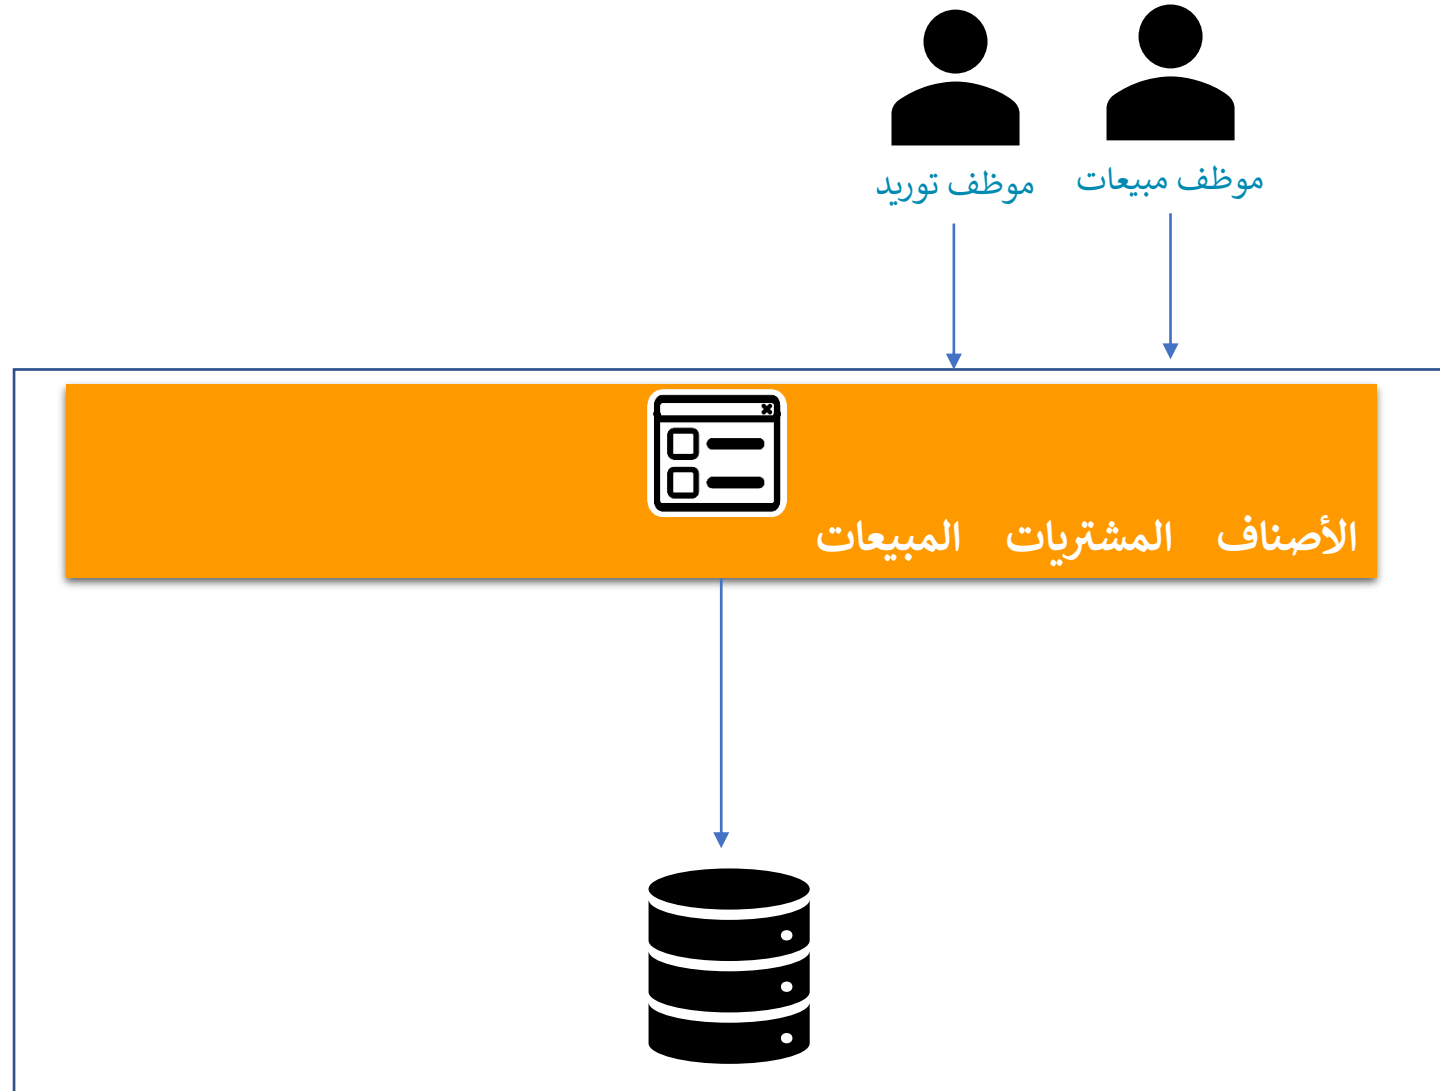 موظف مبيعات
موظف توريد
الأصناف المشتريات المبيعات